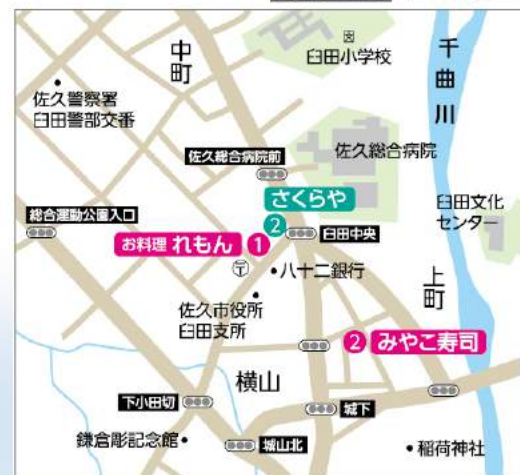 中町
文
臼田小学校
千曲川
佐久警察署
臼田警部交番
佐久総合病院前
佐久総合病院
さくらや
2
総合運動公園入口
臼田文化
センター
お料理 れもん 1
臼田中央
〒
八十二銀行
上町
佐久市役所
臼田支所
2 みやこ寿司
横山
下小田切
城下
鎌倉彫記念館
城山北
稲荷神社